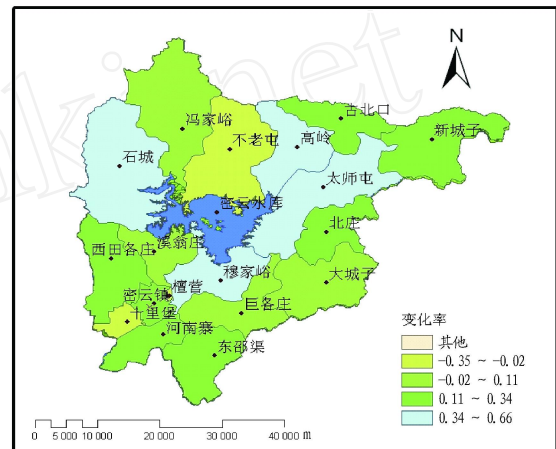 N
冯家峪
古北口
不老屯
高岭
新城子
石城
太师屯
密云水库
北庄
溪翁庄
西田各庄
穆家峪
大城子
檀营
密云镇
巨各庄
十里堡
河南寨
东邵渠
变化率
其他
-0.35 ~ -0.02
-0.02 ~ 0.11
0.11 ~ 0.34
0.34 ~ 0.66
0 5 000 10 000 20 000 30 000 40 000 m